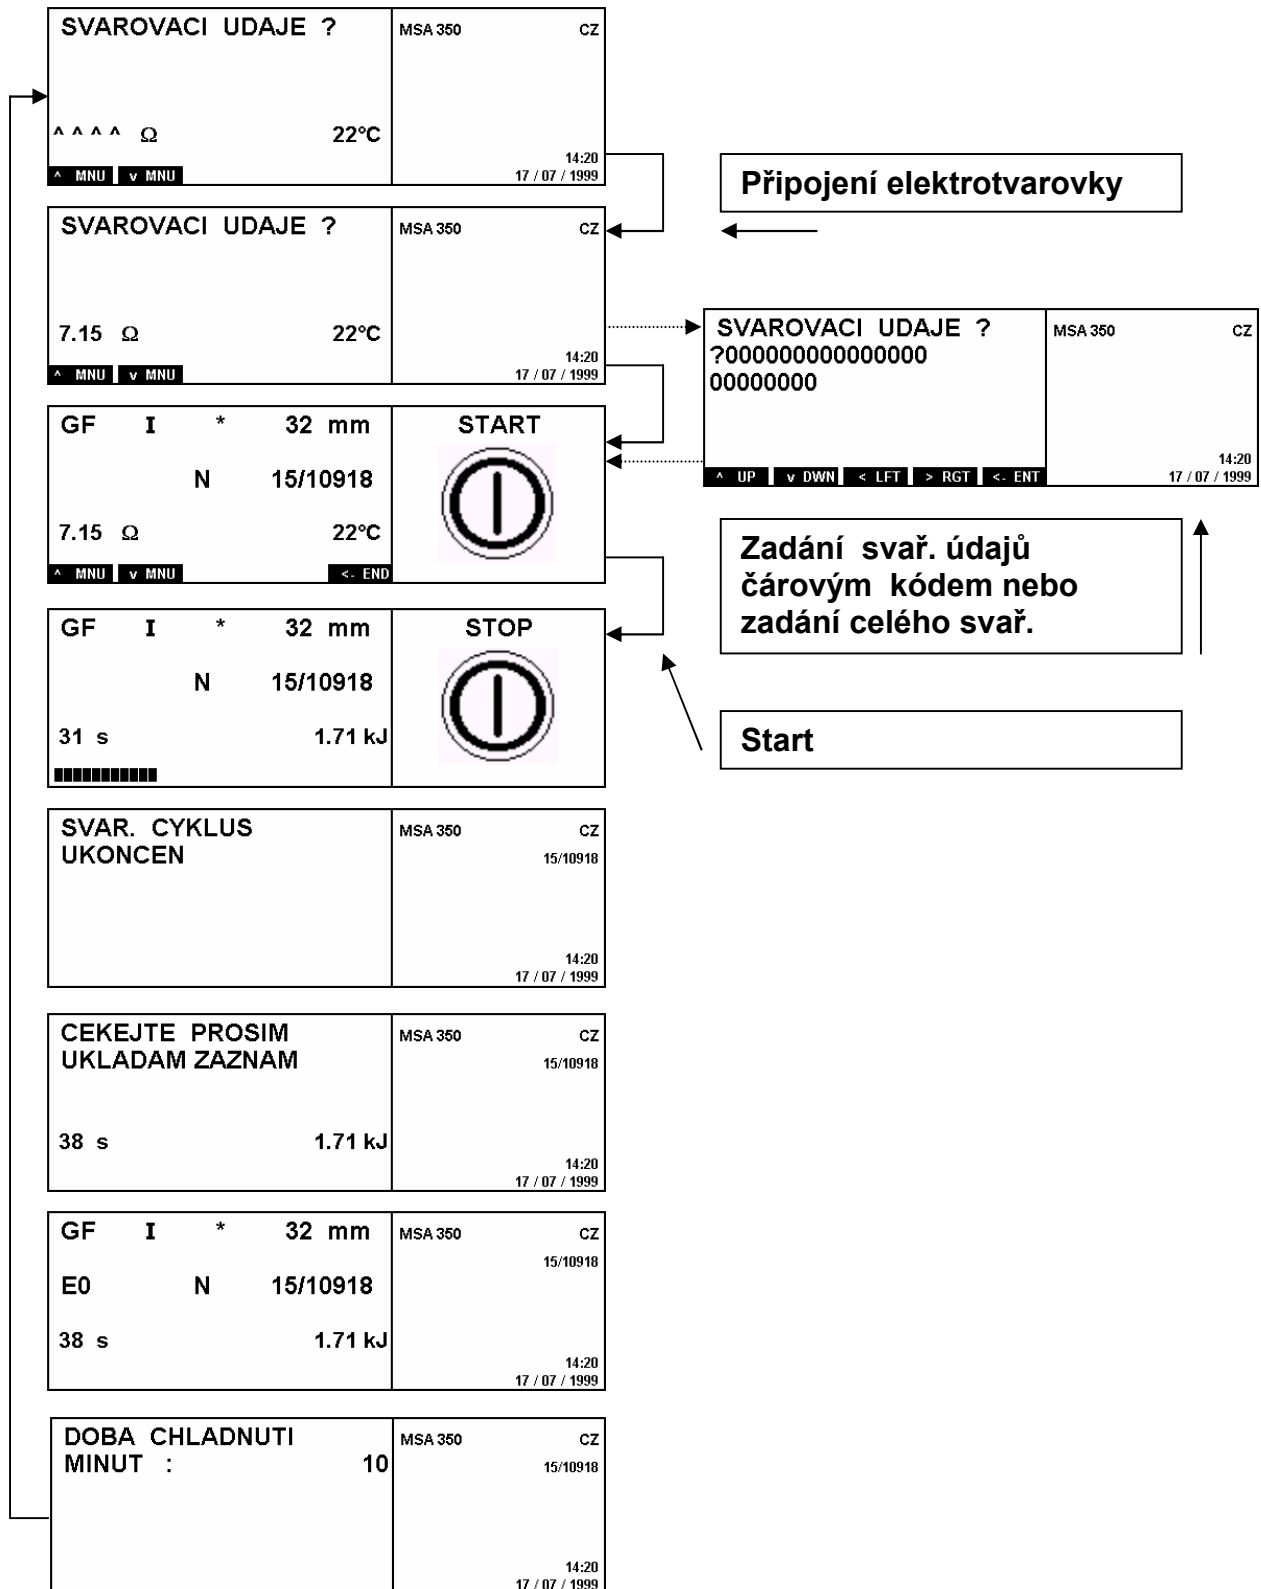 SVAROVACI UDAJE ?
MSA 350 CZ
^ ^ ^ ^ Ω 22°C
14:20
^ MNU v MNU 17 / 07 / 1999
Připojení elektrotvarovky
SVAROVACI UDAJE ?
MSA 350 CZ
7.15 Ω 22°C
14:20
^ MNU v MNU 17 / 07 / 1999
SVAROVACI UDAJE ?
MSA 350 CZ
?000000000000000
00000000
14:20
^ UP v DWN < LFT > RGT <- ENT 17 / 07 / 1999
GF I * 32 mm START
N 15/10918
7.15 Ω 22°C
^ MNU v MNU <- END
Zadání svař. údajů
čárovým kódem nebo
zadání celého svař.
GF I * 32 mm STOP
N 15/10918
31 s 1.71 kJ
Start
SVAR. CYKLUS
UKONCEN
MSA 350 CZ
15/10918
14:20
17 / 07 / 1999
CEKEJTE PROSIM
UKLADAM ZAZNAM
MSA 350 CZ
15/10918
38 s 1.71 kJ
14:20
17 / 07 / 1999
GF I * 32 mm
MSA 350 CZ
15/10918
E0 N 15/10918
38 s 1.71 kJ
14:20
17 / 07 / 1999
DOBA CHLADNUTI
MINUT : 10
MSA 350 CZ
15/10918
14:20
17 / 07 / 1999